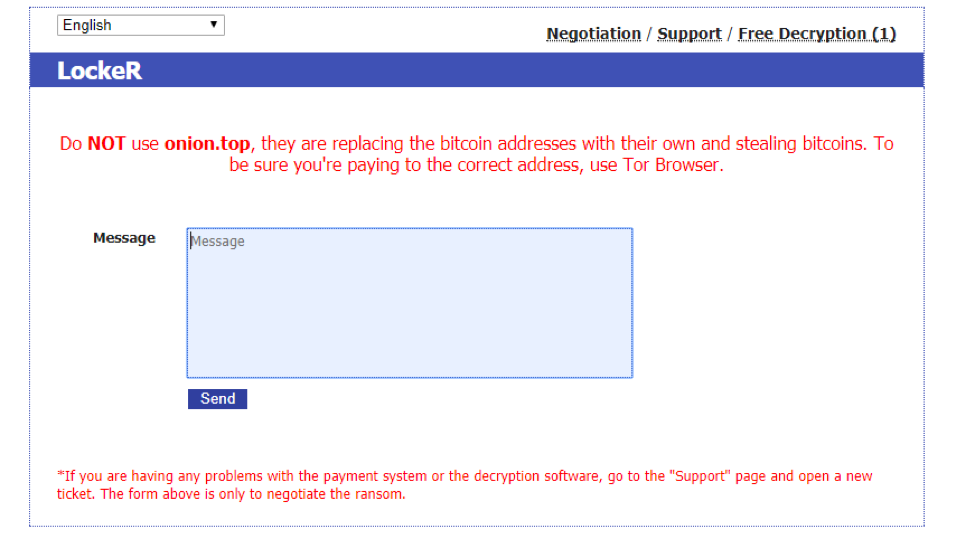 English
Negotiation / Support / Free Decryption (1)
LockeR
Do NOT use onion.top, they are replacing the bitcoin addresses with their own and stealing bitcoins. To
be sure you're paying to the correct address, use Tor Browser.
Message
Message
Send
*If you are having any problems with the payment system or the decryption software, go to the "Support" page and open a new
ticket. The form above is only to negotiate the ransom.